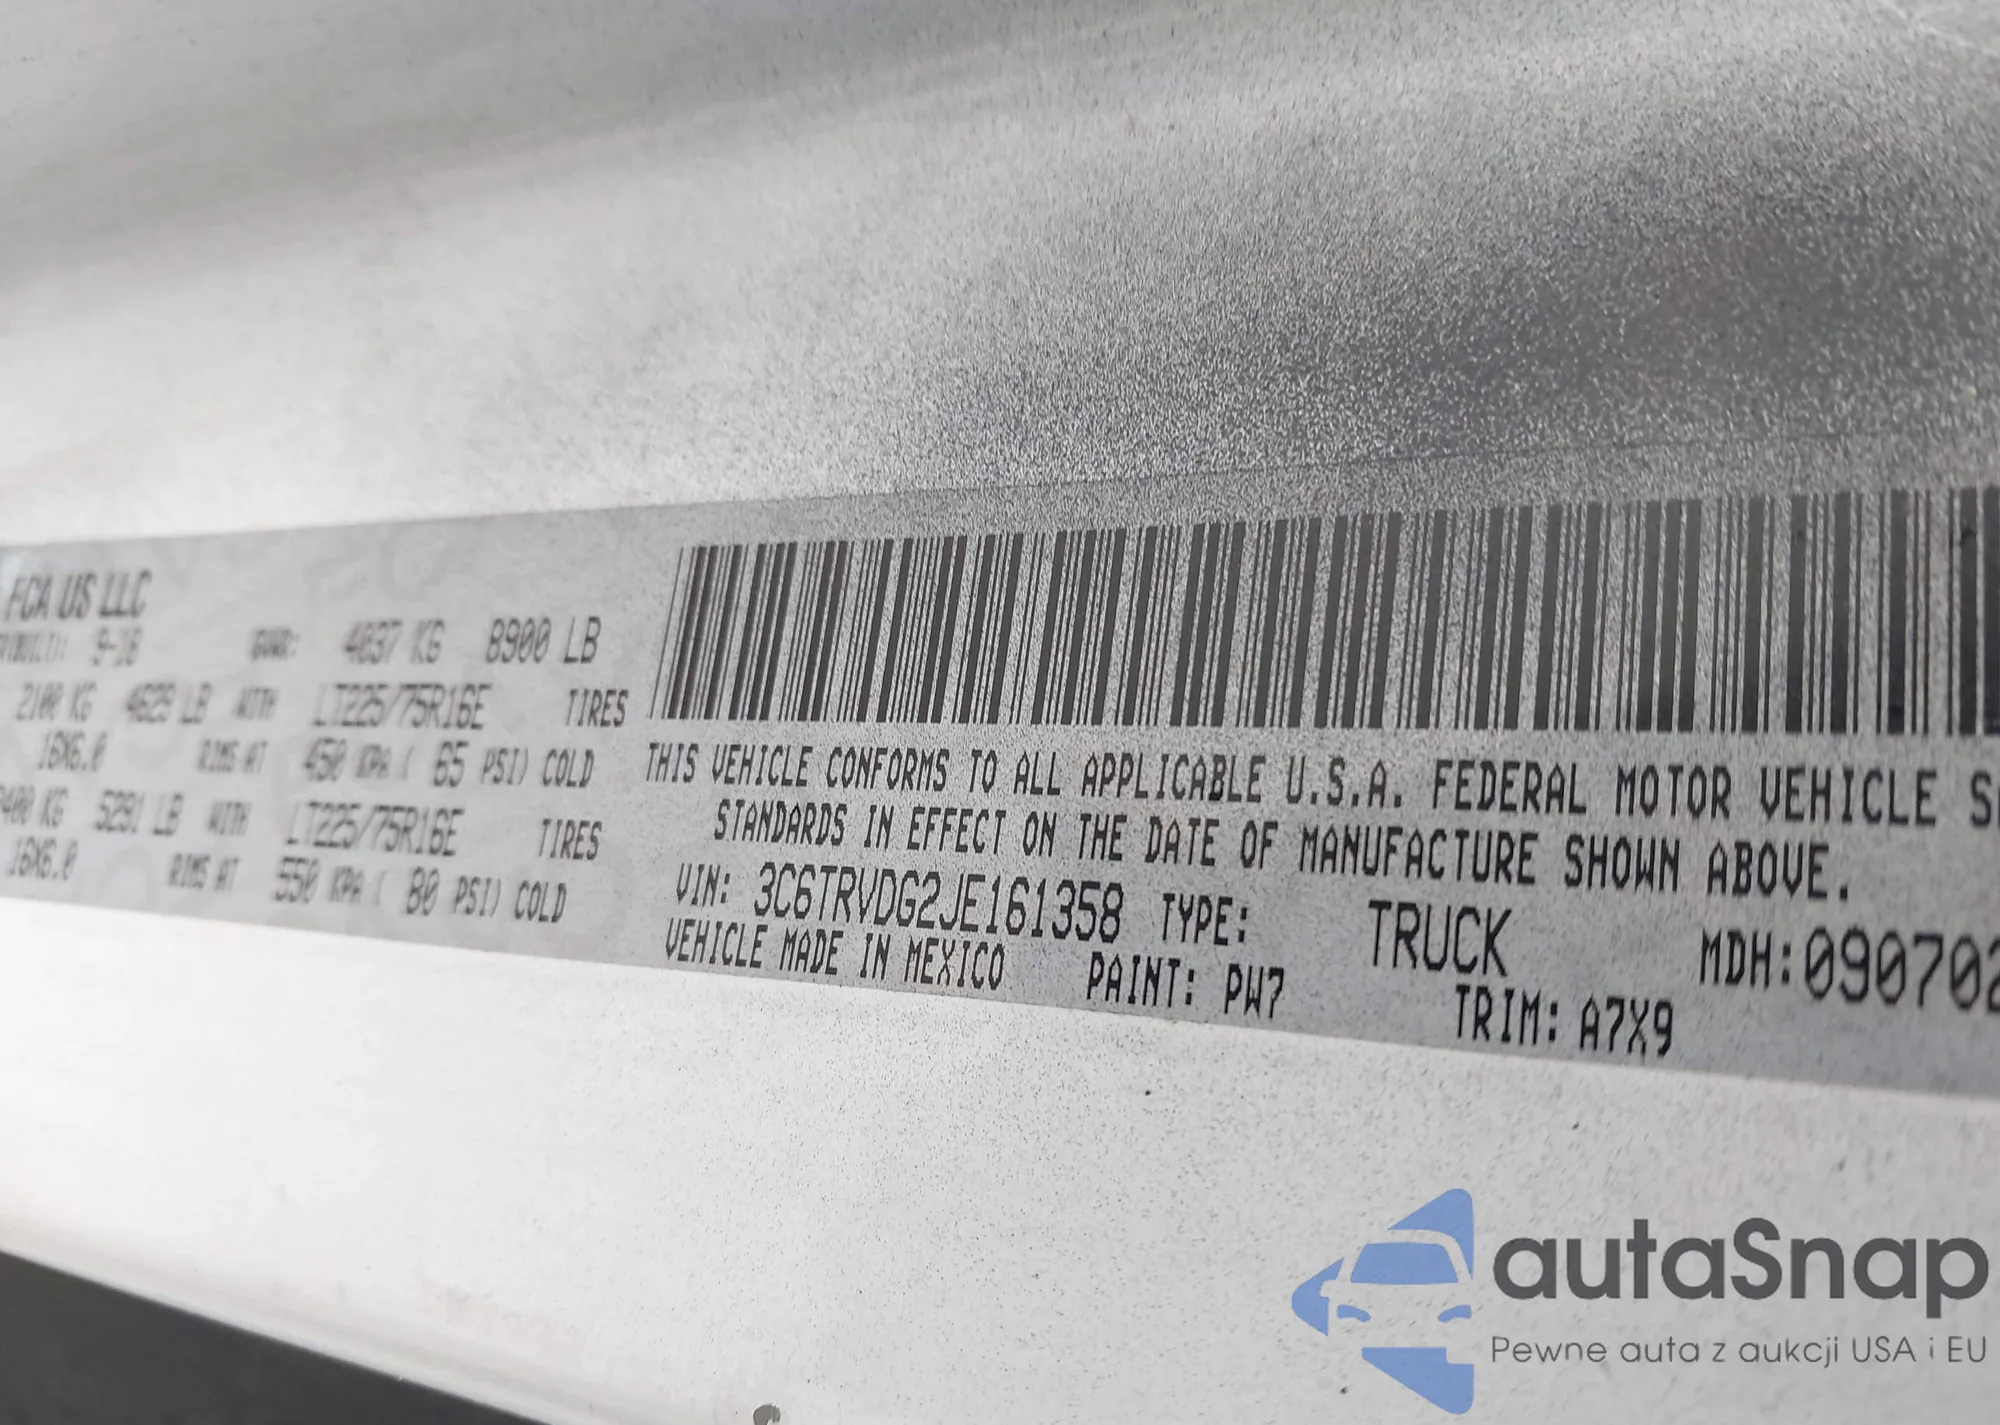 FCA US LLC
9-18 GVWR: 4037 KG 8900 LB
2100 KG 4629 LB WITH LT225/75R16E TIRES
16X6.0 RIMS AT 450 KPA ( 65 PSI) COLD
2400 KG 5291 LB WITH LT225/75R16E TIRES
16X6.0 RIMS AT 550 KPA ( 80 PSI) COLD
THIS VEHICLE CONFORMS TO ALL APPLICABLE U.S.A. FEDERAL MOTOR VEHICLE
STANDARDS IN EFFECT ON THE DATE OF MANUFACTURE SHOWN ABOVE.
VIN: 3C6TRVDG2JE161358 TYPE: TRUCK MDH:090702
VEHICLE MADE IN MEXICO PAINT: PW7 TRIM: A7X9
autaSnap
Pewne auta z aukcji USA i EU